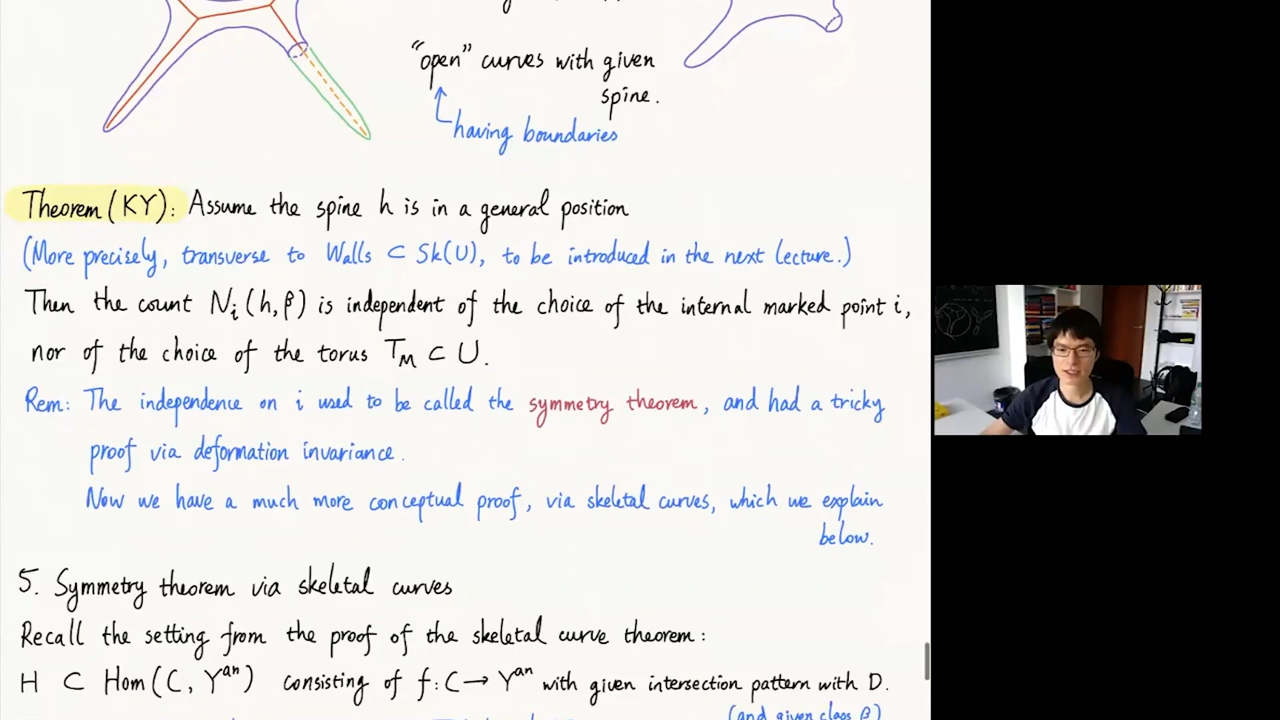 "open" curves with given
spine.
having boundaries
Theorem (KY): Assume the spine h is in a general position
(More precisely, transverse to Walls ⊂ Sk(U), to be introduced in the next lecture.)
Then the count Nᵢ(h, β) is independent of the choice of the internal marked point i,
nor of the choice of the torus T_M ⊂ U.
Rem: The independence on i used to be called the symmetry theorem, and had a tricky
proof via deformation invariance.
Now we have a much more conceptual proof, via skeletal curves, which we explain
below.
5. Symmetry theorem via skeletal curves
Recall the setting from the proof of the skeletal curve theorem:
H ⊂ Hom(C, Y^an) consisting of f: C → Y^an with given intersection pattern with D.
(and given class β)